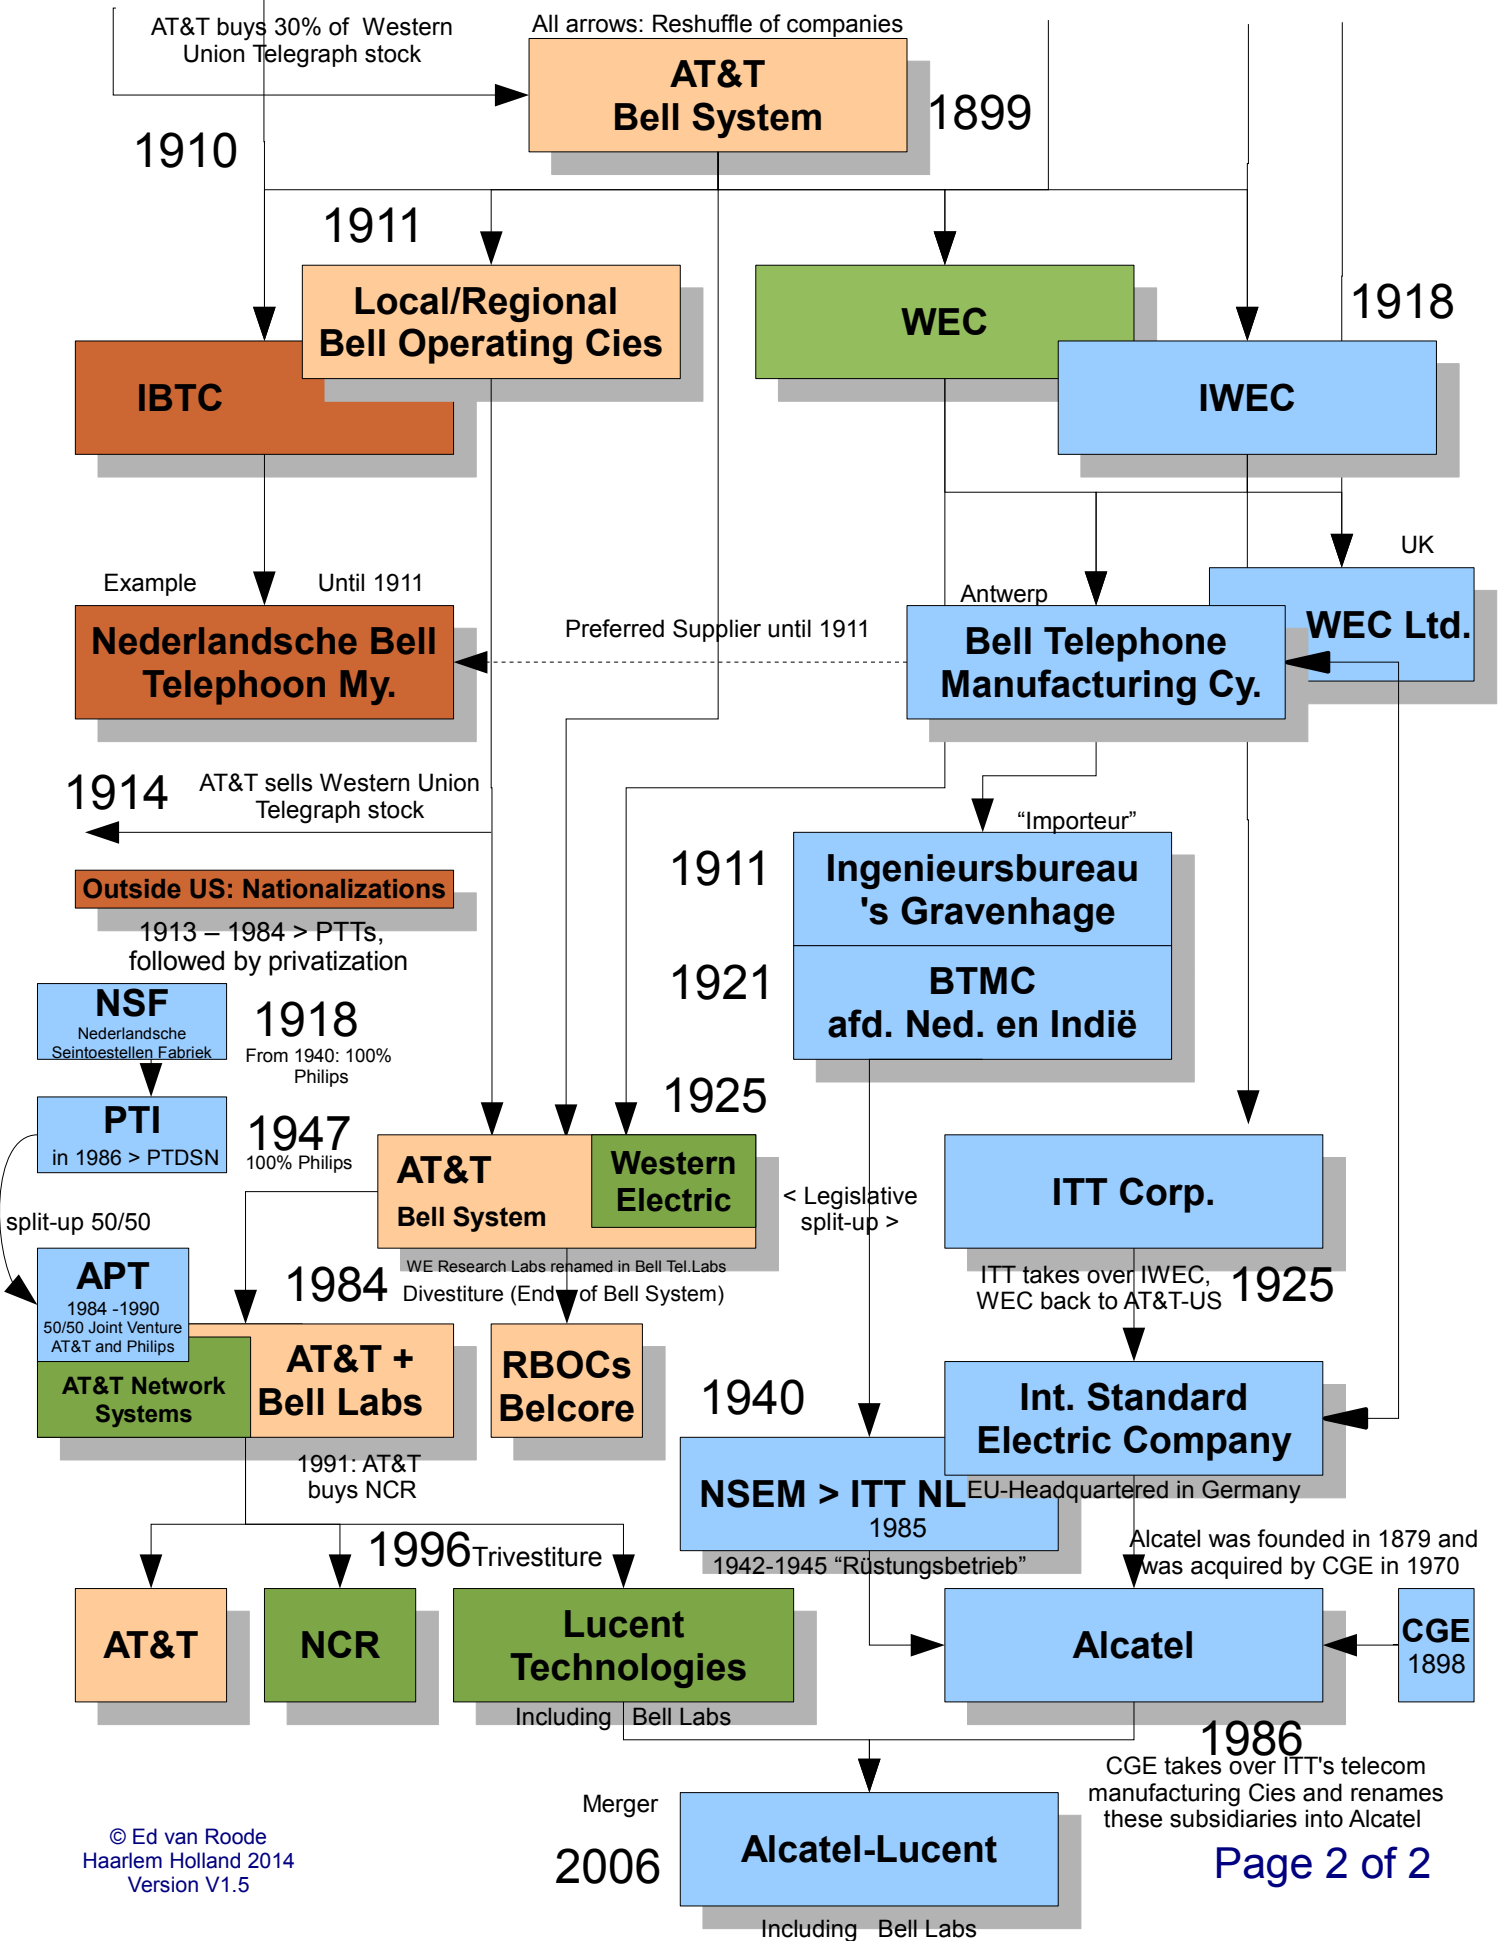 AT&T buys 30% of Western
Union Telegraph stock
All arrows: Reshuffle of companies
AT&T
Bell System
1899
1910
1911
Local/Regional
Bell Operating Cies
WEC
1918
IBTC
IWEC
Example
Until 1911
Nederlandsche Bell
Telephoon My.
Preferred Supplier until 1911
Antwerp
Bell Telephone
Manufacturing Cy.
UK
WEC Ltd.
1914
AT&T sells Western Union
Telegraph stock
Outside US: Nationalizations
1913 – 1984 > PTTs,
followed by privatization
“Importeur”
1911
Ingenieursbureau
's Gravenhage
1921
BTMC
afd. Ned. en Indië
NSF
Nederlandsche
Seintoestellen Fabriek
1918
From 1940: 100%
Philips
PTI
in 1986 > PTDSN
1947
100% Philips
1925
AT&T
Bell System
Western
Electric
< Legislative
split-up >
ITT Corp.
split-up 50/50
WE Research Labs renamed in Bell Tel.Labs
1984
Divestiture (End of Bell System)
ITT takes over IWEC,
WEC back to AT&T-US
1925
APT
1984 -1990
50/50 Joint Venture
AT&T and Philips
AT&T Network
Systems
AT&T +
Bell Labs
RBOCs
Belcore
1940
Int. Standard
Electric Company
EU-Headquartered in Germany
NSEM > ITT NL
1985
1942-1945 “Rüstungsbetrieb”
1991: AT&T
buys NCR
1996
Trivestiture
Alcatel was founded in 1879 and
was acquired by CGE in 1970
AT&T
NCR
Lucent
Technologies
Including Bell Labs
Alcatel
CGE
1898
1986
CGE takes over ITT's telecom
manufacturing Cies and renames
these subsidiaries into Alcatel
Merger
2006
Alcatel-Lucent
Including Bell Labs
© Ed van Roode
Haarlem Holland 2014
Version V1.5
Page 2 of 2